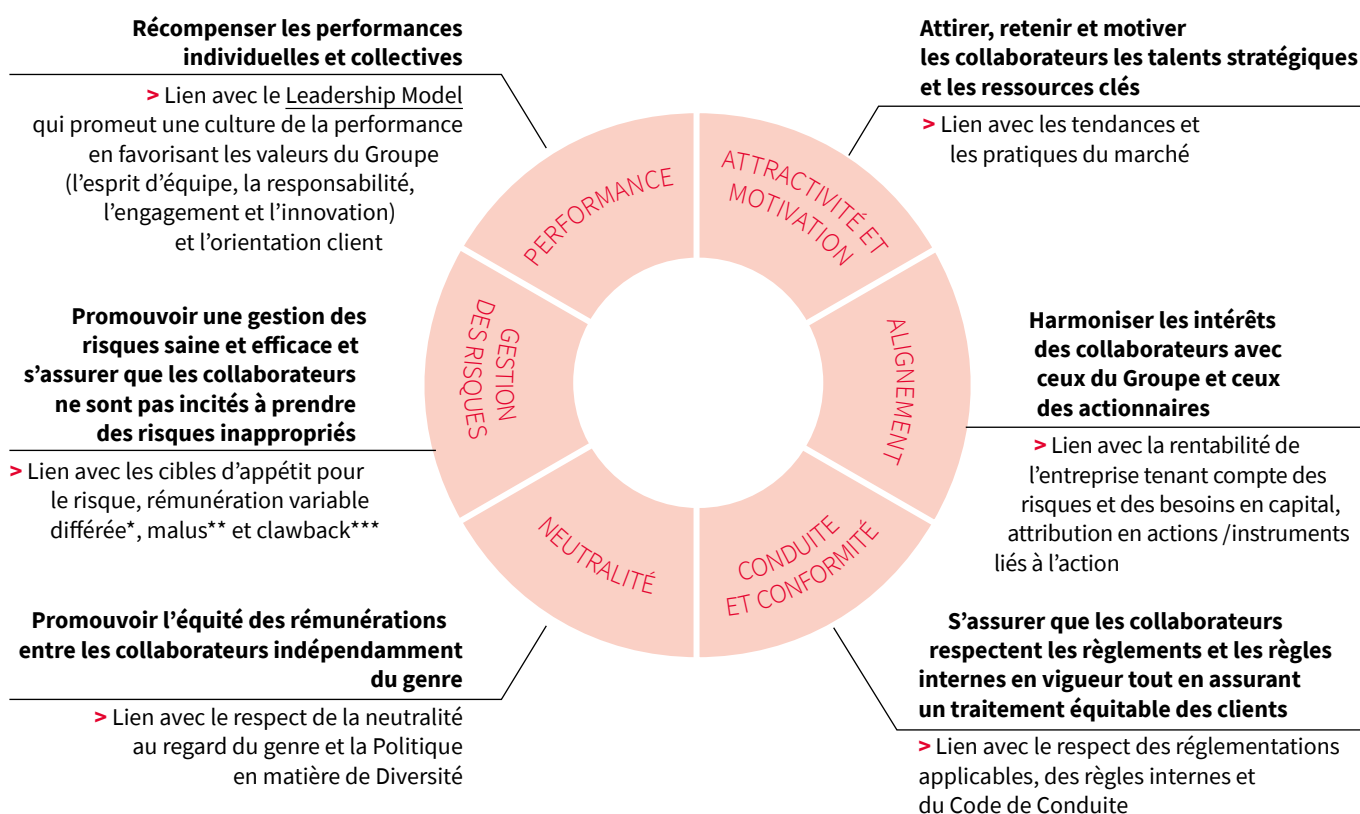 Récompenser les performances
individuelles et collectives
> Lien avec le Leadership Model
qui promeut une culture de la performance
en favorisant les valeurs du Groupe
(l'esprit d'équipe, la responsabilité,
l'engagement et l'innovation)
et l'orientation client
Attirer, retenir et motiver
les collaborateurs les talents stratégiques
et les ressources clés
> Lien avec les tendances et
les pratiques du marché
PERFORMANCE
ATTRACTIVITÉ ET
MOTIVATION
Promouvoir une gestion des
risques saine et efficace et
s'assurer que les collaborateurs
ne sont pas incités à prendre
des risques inappropriés
> Lien avec les cibles d'appétit pour
le risque, rémunération variable
différée*, malus** et clawback***
GESTION
DES RISQUES
ALIGNEMENT
Harmoniser les intérêts
des collaborateurs avec
ceux du Groupe et ceux
des actionnaires
> Lien avec la rentabilité de
l'entreprise tenant compte des
risques et des besoins en capital,
attribution en actions /instruments
liés à l'action
NEUTRALITÉ
CONDUITE
ET CONFORMITÉ
Promouvoir l'équité des rémunérations
entre les collaborateurs indépendamment
du genre
> Lien avec le respect de la neutralité
au regard du genre et la Politique
en matière de Diversité
S'assurer que les collaborateurs
respectent les règlements et les règles
internes en vigueur tout en assurant
un traitement équitable des clients
> Lien avec le respect des réglementations
applicables, des règles internes et
du Code de Conduite